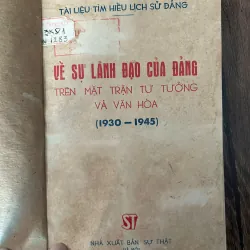 TÀI LIỆU TÌM HIỂU LỊCH SỬ ĐẢNG
VỀ SỰ LÃNH ĐẠO CỦA ĐẢNG
TRÊN MẶT TRẬN TƯ TƯỞNG
VÀ VĂN HÓA
(1930 — 1945)
ST
NHÀ XUẤT BẢN SỰ THẬT